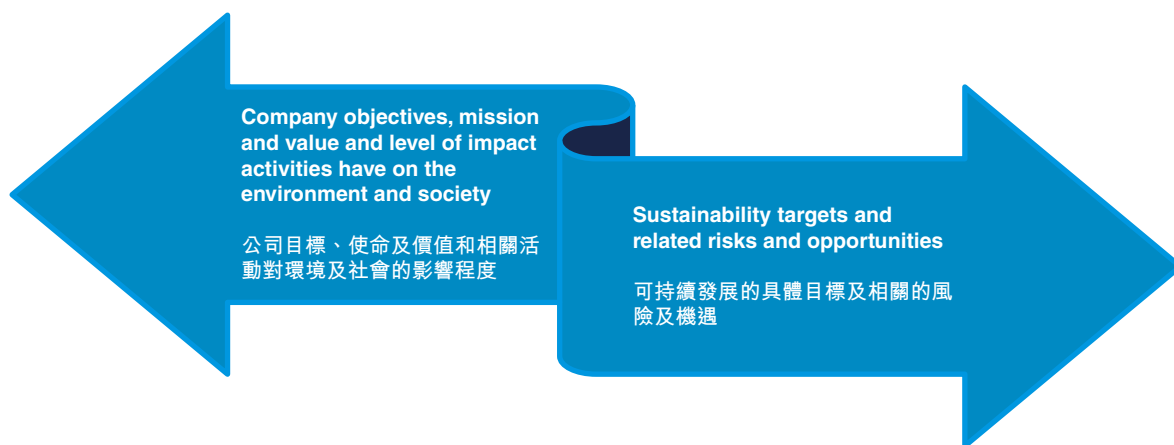 Company objectives, mission
and value and level of impact
activities have on the
environment and society
公司目標、使命及價值和相關活
動對環境及社會的影響程度
Sustainability targets and
related risks and opportunities
可持續發展的具體目標及相關的風
險及機遇